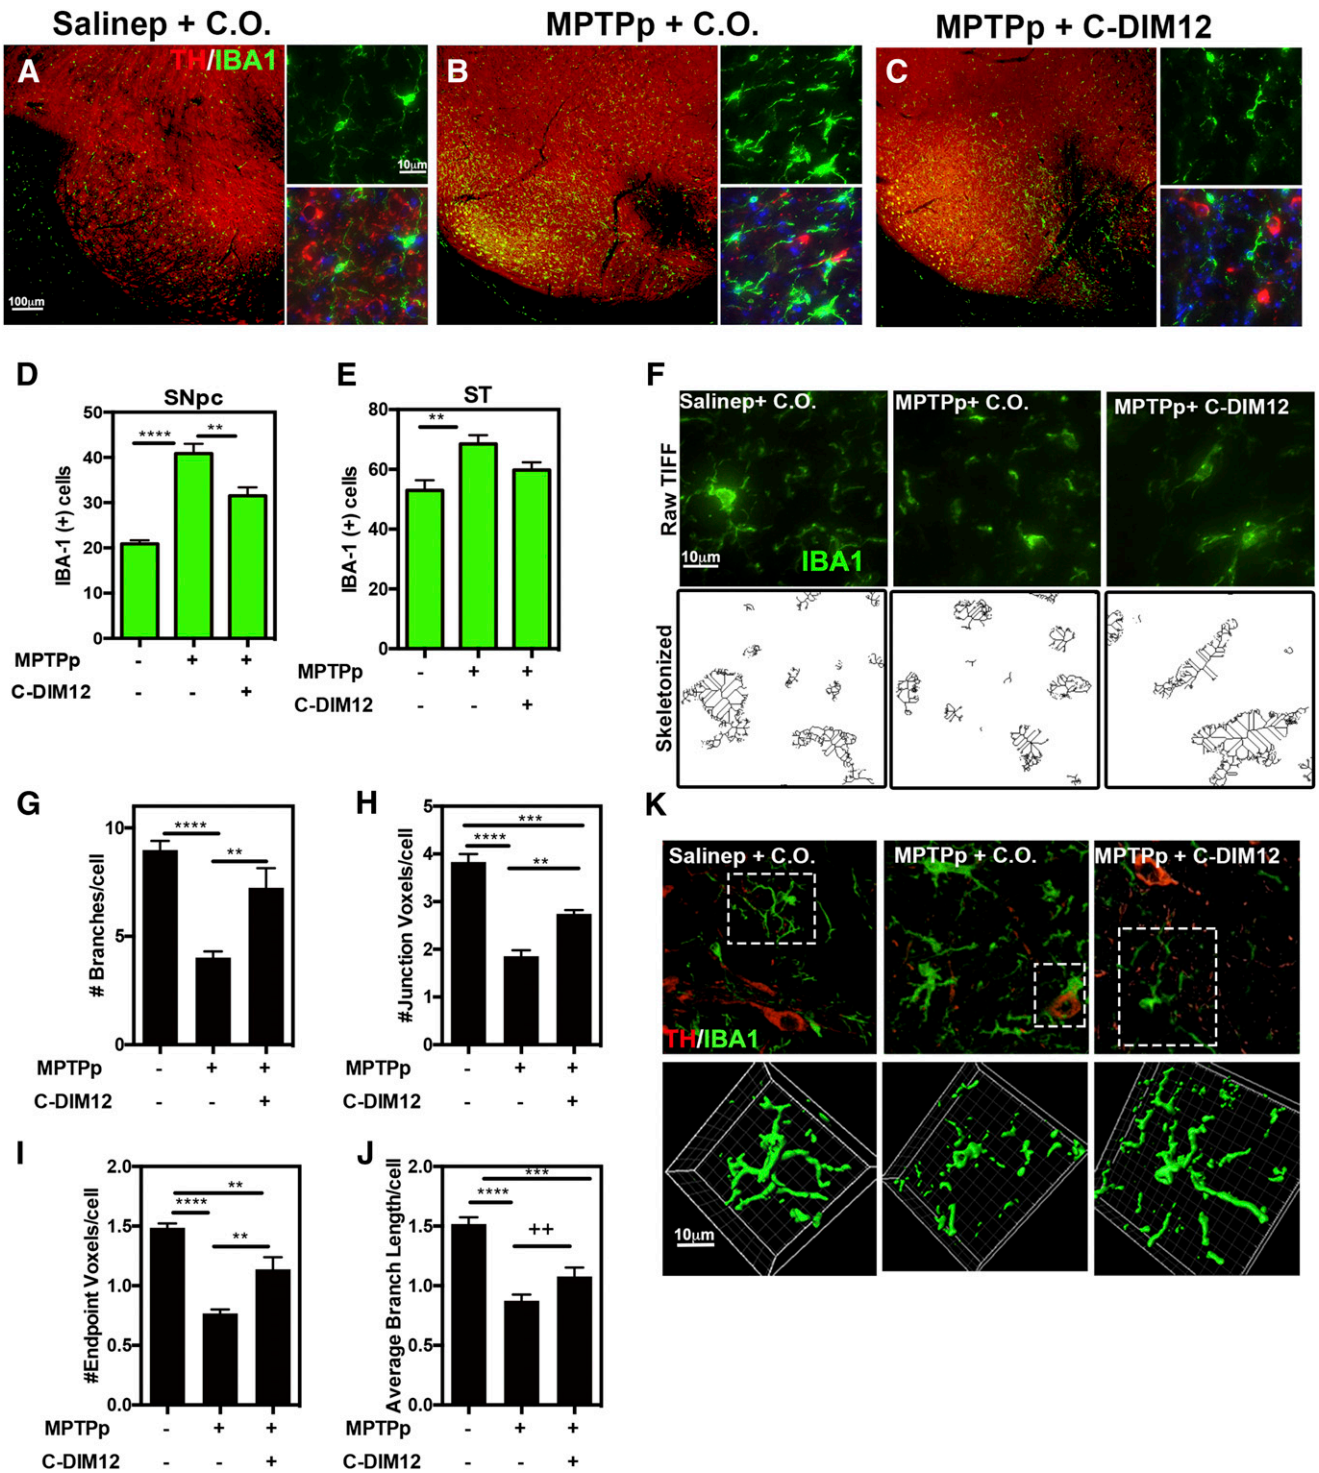 Salinep + C.O.
MPTPp + C.O.
MPTPp + C-DIM12
A
TH/IBA1
10µm
100µm
B
C
D
SNpc
IBA-1 (+) cells
50
40
30
20
10
0
**** **
MPTPp - + +
C-DIM12 - - +
E
ST
IBA-1 (+) cells
80
60
40
20
0
**
MPTPp - + +
C-DIM12 - - +
F
Salinep+ C.O.
MPTPp+ C.O.
MPTPp+ C-DIM12
Raw TIFF
10µm
IBA1
Skeletonized
G
# Branches/cell
10
5
0
****
**
MPTPp - + +
C-DIM12 - - +
H
#Junction Voxels/cell
5
4
3
2
1
0
***
****
**
MPTPp - + +
C-DIM12 - - +
I
#Endpoint Voxels/cell
2.0
1.5
1.0
0.5
0.0
**
****
**
MPTPp - + +
C-DIM12 - - +
J
Average Branch Length/cell
2.0
1.5
1.0
0.5
0.0
***
****
++
MPTPp - + +
C-DIM12 - - +
K
Salinep + C.O.
MPTPp + C.O.
MPTPp + C-DIM12
TH/IBA1
10µm